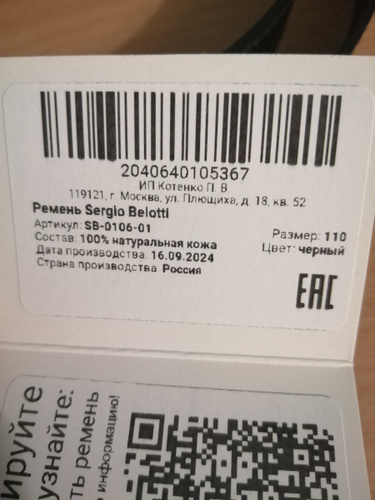 2040640105367
ИП Котенко П. В.
119121, г. Москва, ул. Плющиха, д. 18, кв. 52
Ремень Sergio Belotti
Артикул: SB-0106-01
Размер: 110
Состав: 100% натуральная кожа
Цвет: черный
Дата производства: 16.09.2024
Страна производства Россия
EAC
ируйте
узнайте:
ть ремень
информацию!